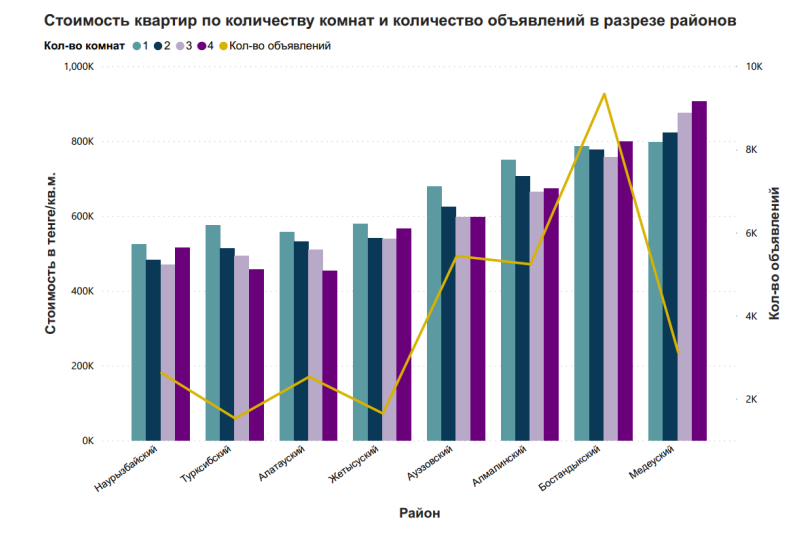 Стоимость квартир по количеству комнат и количество объявлений в разрезе районов
Кол-во комнат 1 2 3 4 Кол-во объявлений
1,000K
800K
600K
400K
200K
0K
Стоимость в тенге/кв.м.
10K
8K
6K
4K
2K
Кол-во объявлений
Наурызбайский
Турксибский
Алатауский
Жетысуский
Ауэзовский
Алмалинский
Бостандыкский
Медеуский
Район